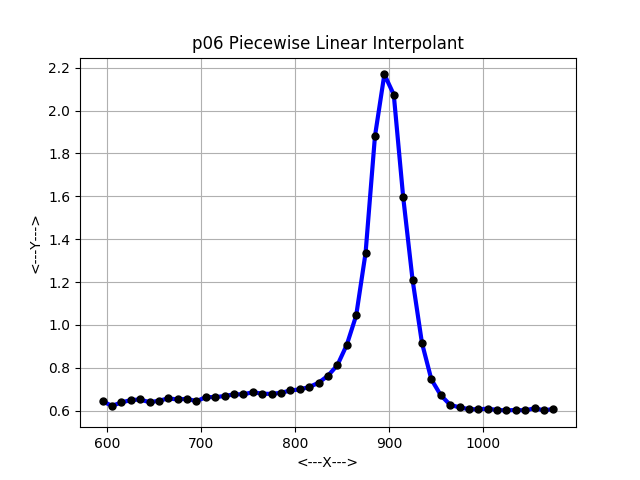 p06 Piecewise Linear Interpolant
2.2
2.0
1.8
1.6
1.4
1.2
1.0
0.8
0.6
<---Y--->
600 700 800 900 1000
<---X--->